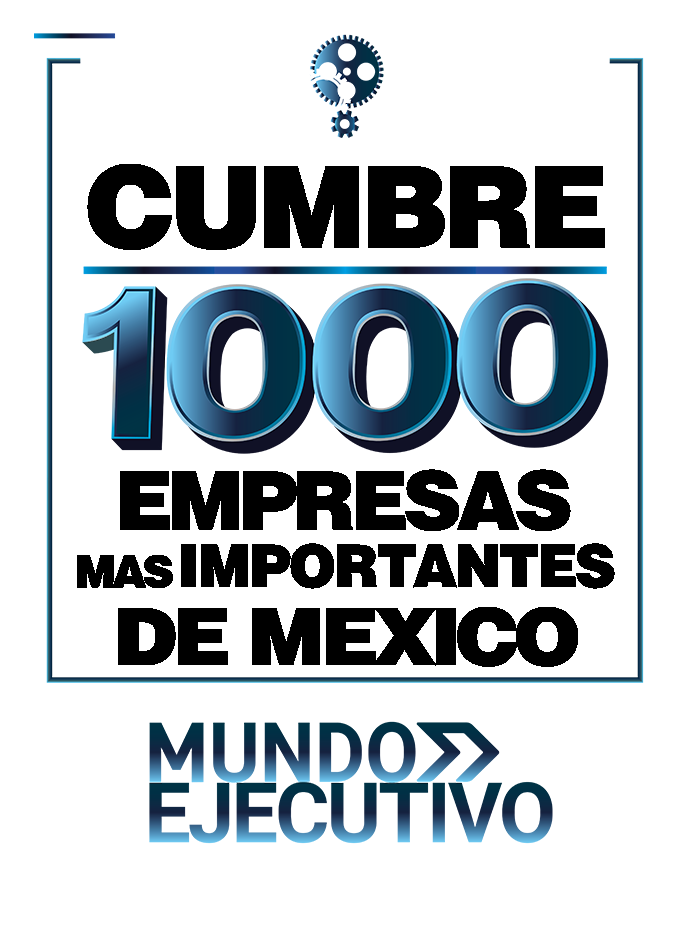 CUMBRE
1000
EMPRESAS
MAS IMPORTANTES
DE MEXICO
MUNDO
EJECUTIVO